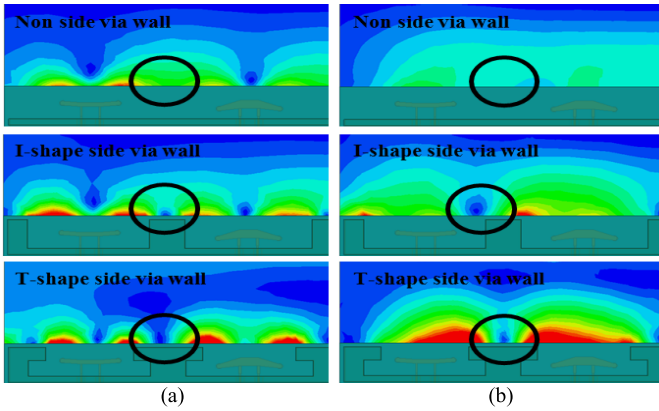 Non side via wall
Non side via wall
I-shape side via wall
I-shape side via wall
T-shape side via wall
T-shape side via wall
(a)
(b)